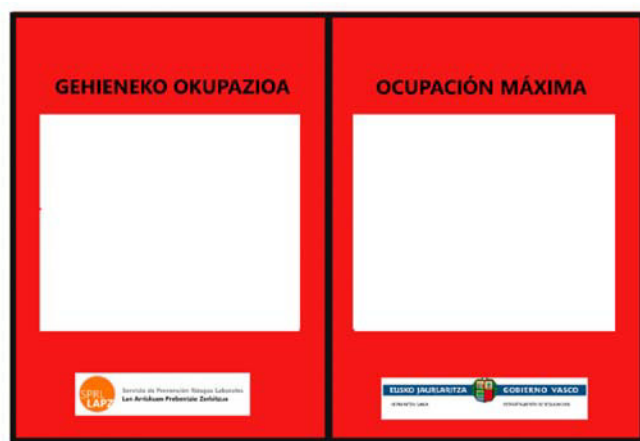 GEHIENEKO OKUPAZIOA
OCUPACIÓN MÁXIMA
SPRL
LAPZ
Servicio de Prevención Riesgos Laborales
Lan Arriskuen Prebentzio Zerbitzua
EUSKO JAURLARITZA
GOBIERNO VASCO